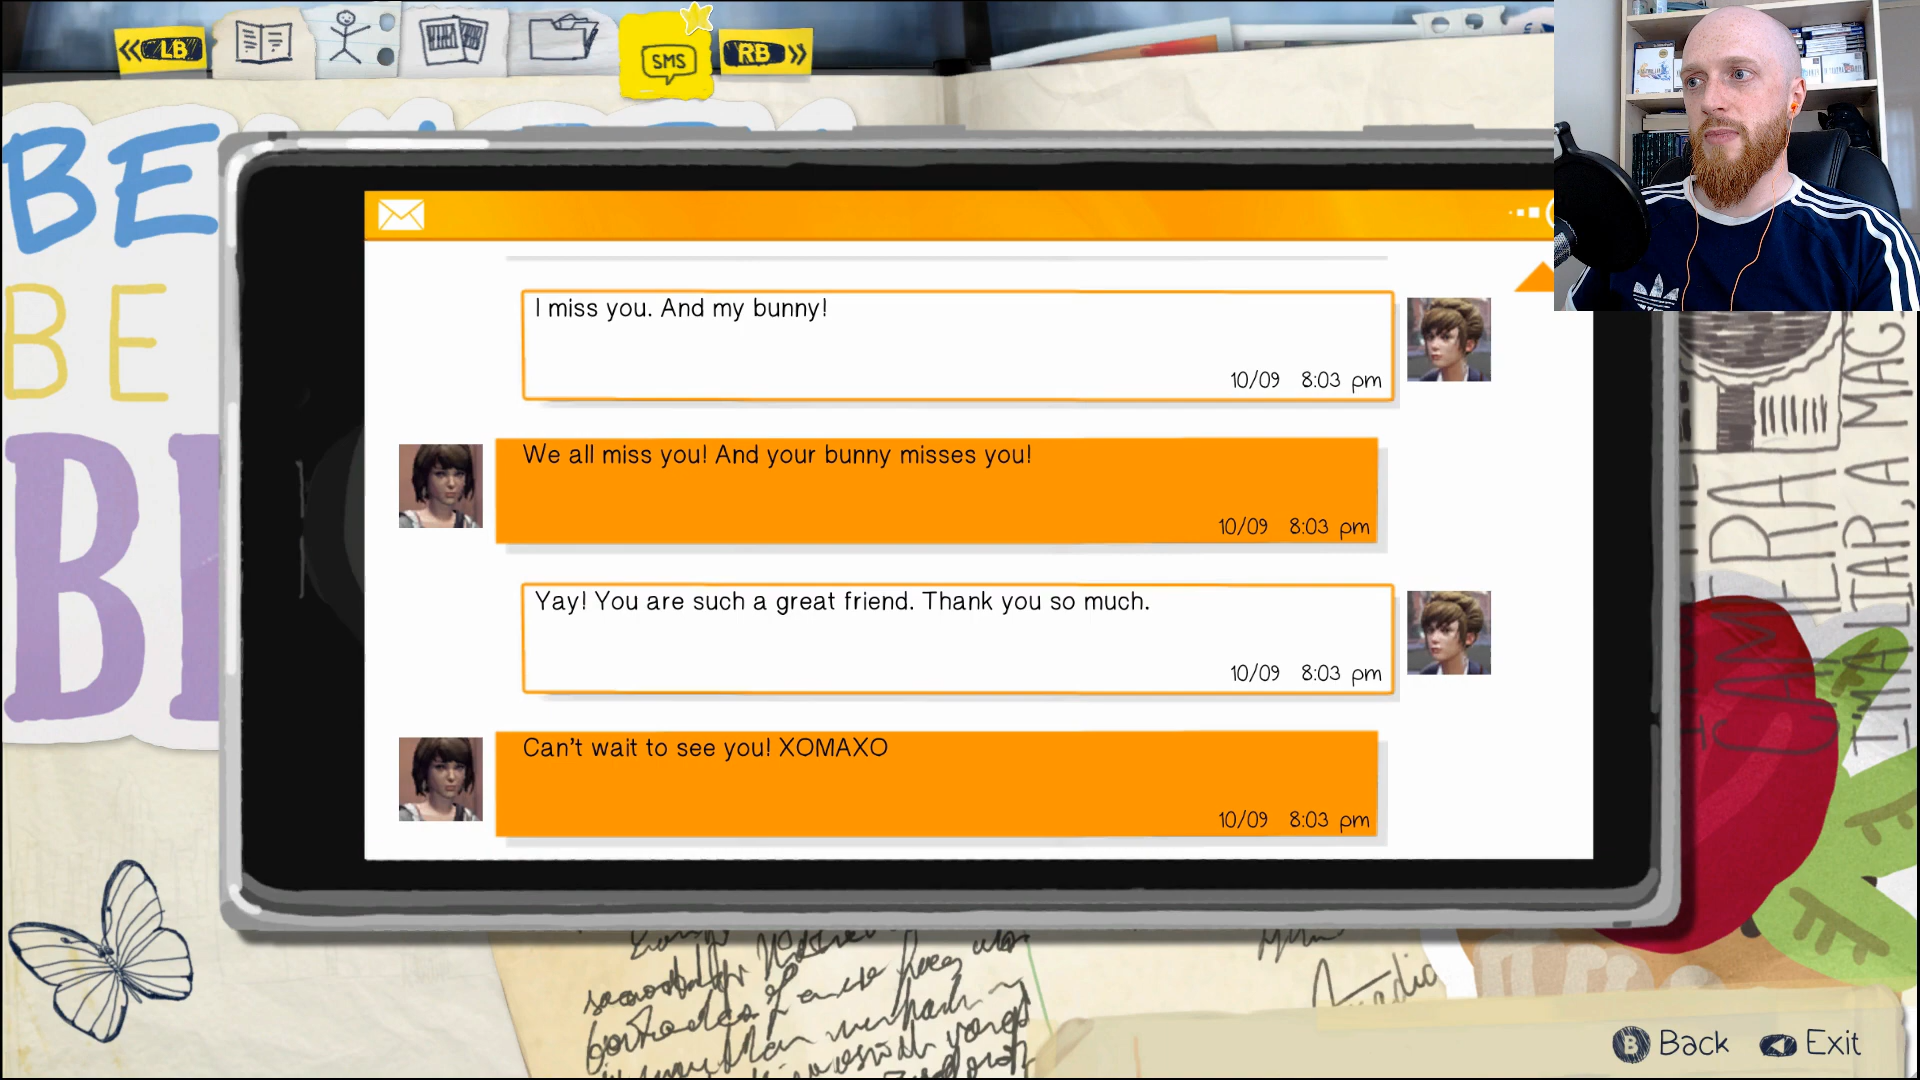 LB
SMS
RB
BE
BE
I miss you. And my bunny!
10/09 8:03 pm
We all miss you! And your bunny misses you!
10/09 8:03 pm
Yay! You are such a great friend. Thank you so much.
10/09 8:03 pm
Can't wait to see you! XOMAXO
10/09 8:03 pm
CAMERA
Back
Exit